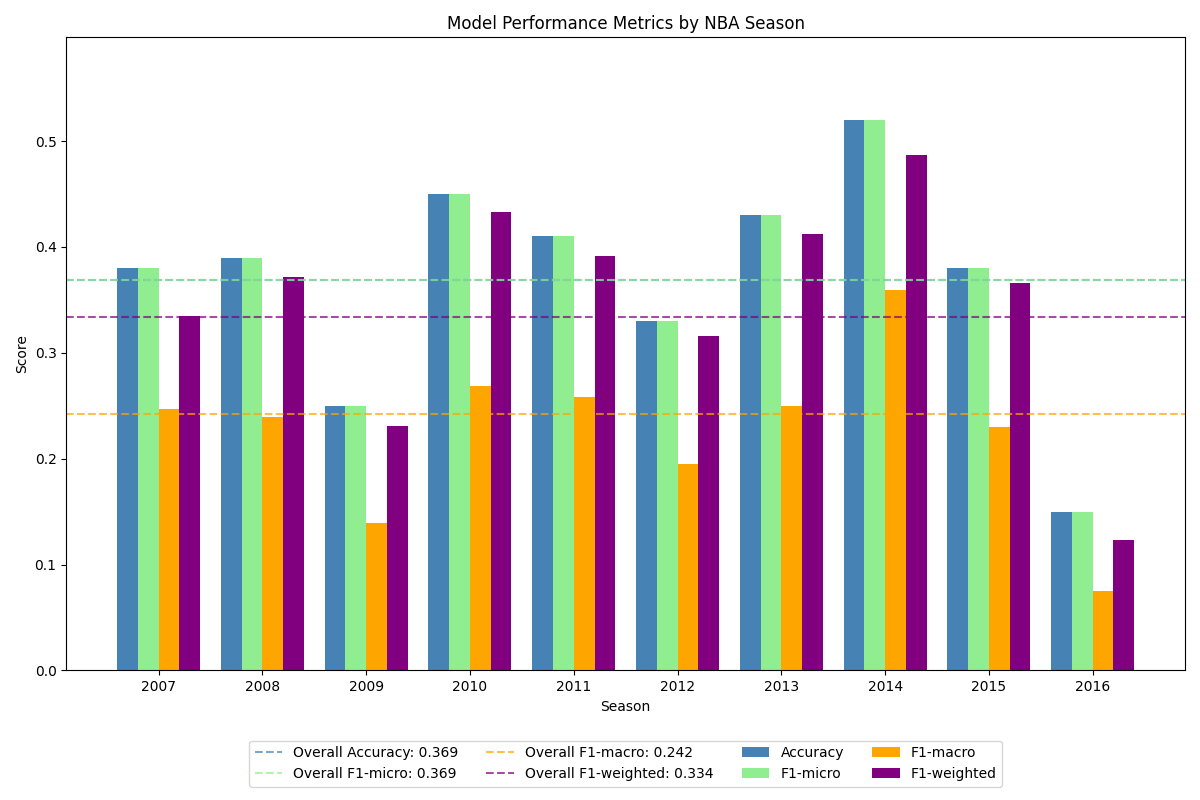 Model Performance Metrics by NBA Season
0.5
0.4
0.3
0.2
0.1
0.0
Score
2007 2008 2009 2010 2011 2012 2013 2014 2015 2016
Season
Overall Accuracy: 0.369 Overall F1-macro: 0.242 Accuracy F1-macro
Overall F1-micro: 0.369 Overall F1-weighted: 0.334 F1-micro F1-weighted